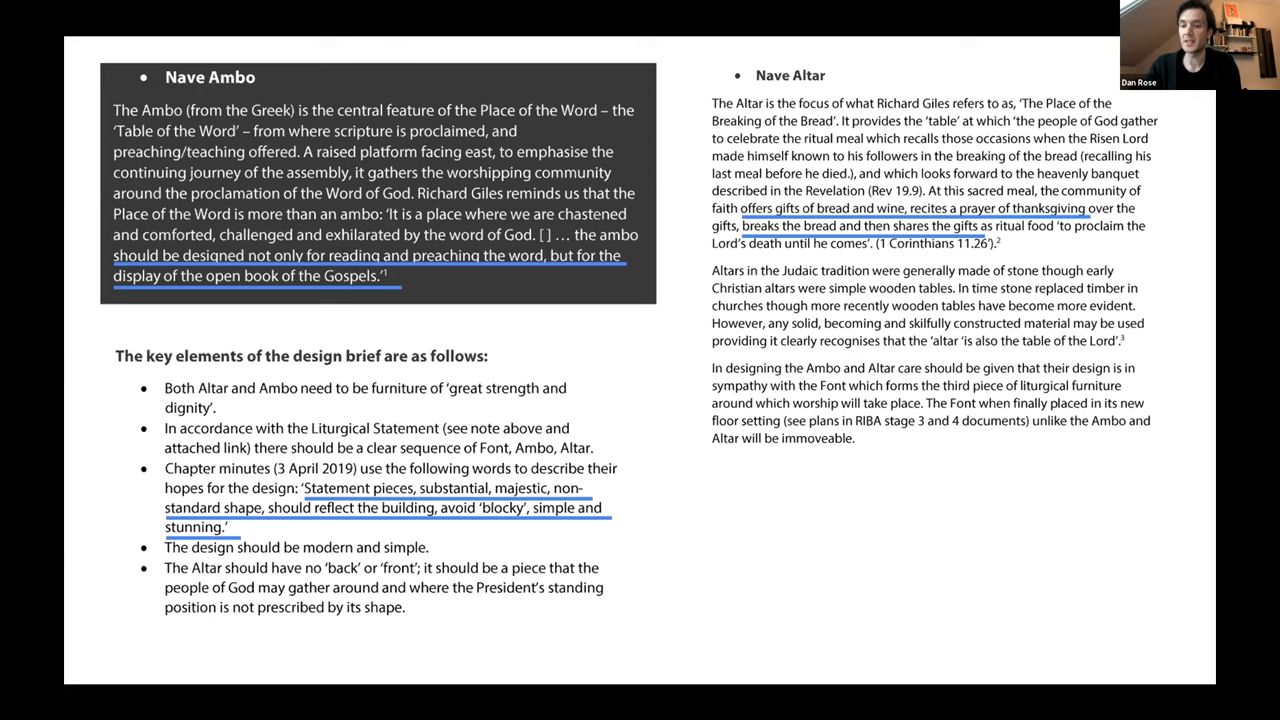 • Nave Ambo
The Ambo (from the Greek) is the central feature of the Place of the Word – the
‘Table of the Word’ – from where scripture is proclaimed, and
preaching/teaching offered. A raised platform facing east, to emphasise the
continuing journey of the assembly, it gathers the worshipping community
around the proclamation of the Word of God. Richard Giles reminds us that the
Place of the Word is more than an ambo: ‘It is a place where we are chastened
and comforted, challenged and exhilarated by the word of God. [ ] … the ambo
should be designed not only for reading and preaching the word, but for the
display of the open book of the Gospels.’¹
The key elements of the design brief are as follows:
• Both Altar and Ambo need to be furniture of ‘great strength and
dignity’.
• In accordance with the Liturgical Statement (see note above and
attached link) there should be a clear sequence of Font, Ambo, Altar.
• Chapter minutes (3 April 2019) use the following words to describe their
hopes for the design: ‘Statement pieces, substantial, majestic, non-
standard shape, should reflect the building, avoid ‘blocky’, simple and
stunning.’
• The design should be modern and simple.
• The Altar should have no ‘back’ or ‘front’; it should be a piece that the
people of God may gather around and where the President’s standing
position is not prescribed by its shape.
• Nave Altar
The Altar is the focus of what Richard Giles refers to as, ‘The Place of the
Breaking of the Bread’. It provides the ‘table’ at which ‘the people of God gather
to celebrate the ritual meal which recalls those occasions when the Risen Lord
made himself known to his followers in the breaking of the bread (recalling his
last meal before he died.), and which looks forward to the heavenly banquet
described in the Revelation (Rev 19.9). At this sacred meal, the community of
faith offers gifts of bread and wine, recites a prayer of thanksgiving over the
gifts, breaks the bread and then shares the gifts as ritual food ‘to proclaim the
Lord’s death until he comes’. (1 Corinthians 11.26’).²
Altars in the Judaic tradition were generally made of stone though early
Christian altars were simple wooden tables. In time stone replaced timber in
churches though more recently wooden tables have become more evident.
However, any solid, becoming and skilfully constructed material may be used
providing it clearly recognises that the ‘altar ‘is also the table of the Lord’.³
In designing the Ambo and Altar care should be given that their design is in
sympathy with the Font which forms the third piece of liturgical furniture
around which worship will take place. The Font when finally placed in its new
floor setting (see plans in RIBA stage 3 and 4 documents) unlike the Ambo and
Altar will be immoveable.
Dan Rose